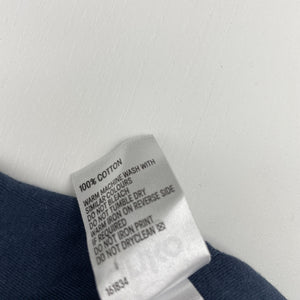 100% COTTON
WARM MACHINE WASH WITH
SIMILAR COLOURS
DO NOT BLEACH
DO NOT TUMBLE DRY
WARM IRON ON REVERSE SIDE
IF REQUIRED
DO NOT IRON PRINT
DO NOT DRYCLEAN
161834